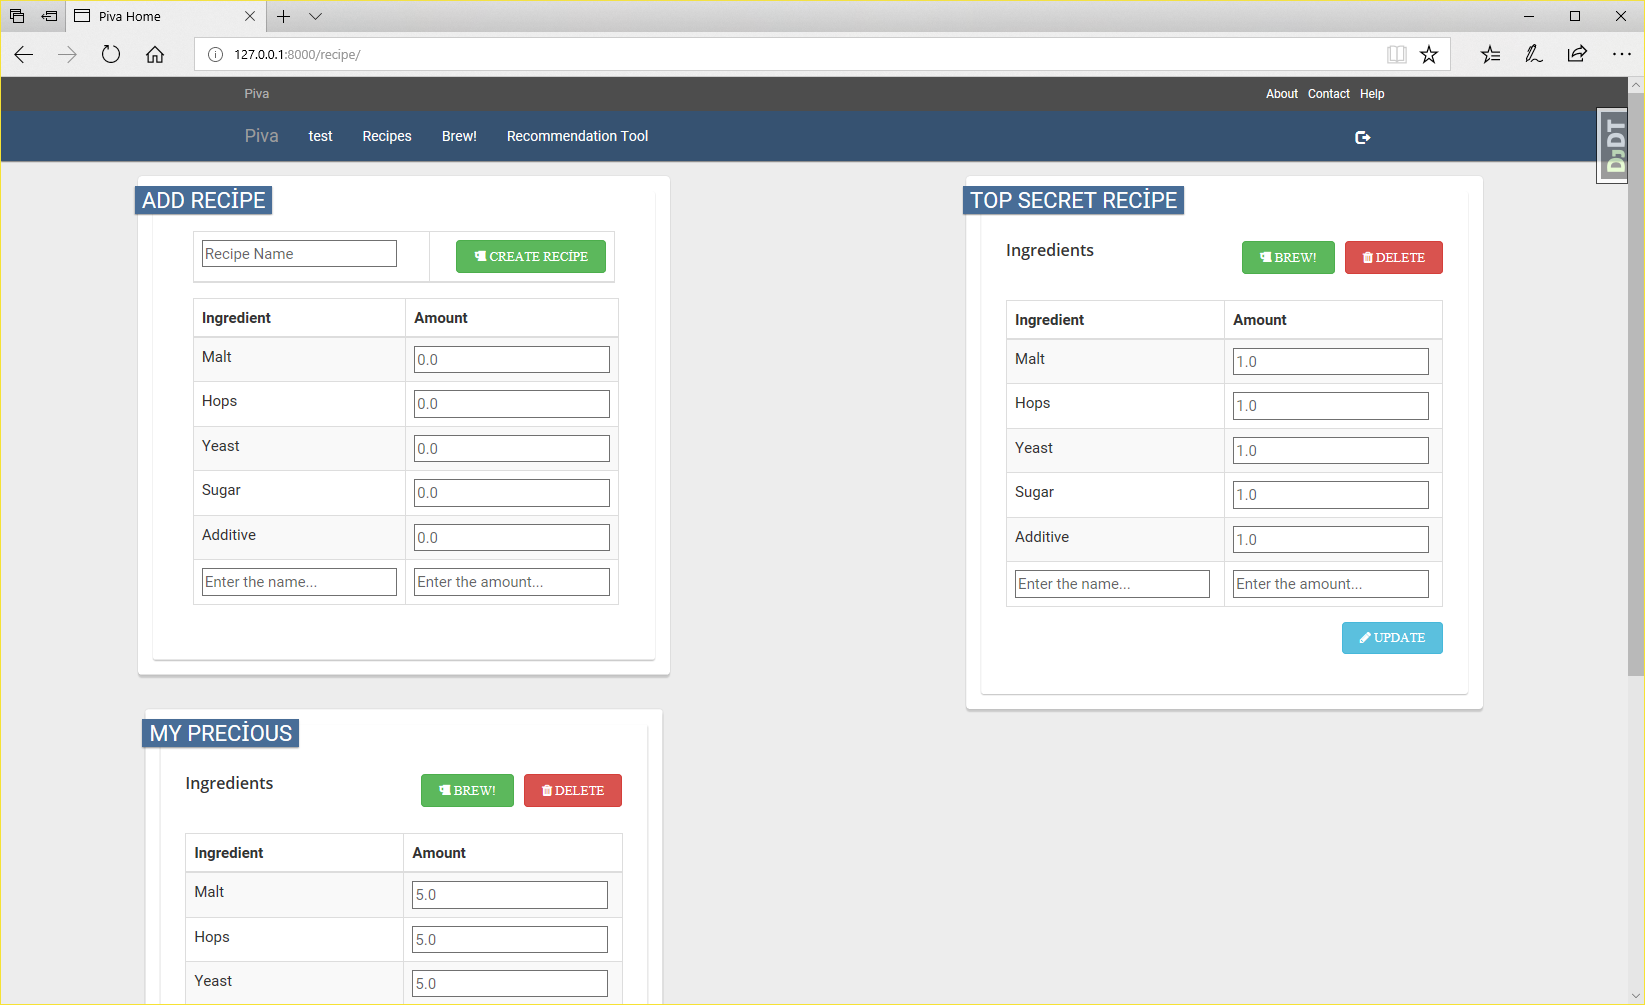 Piva Home
127.0.0.1:8000/recipe/
Piva
About Contact Help
Piva test Recipes Brew! Recommendation Tool
DJDT
ADD RECİPE
Recipe Name
CREATE RECİPE
Ingredient Amount
Malt 0.0
Hops 0.0
Yeast 0.0
Sugar 0.0
Additive 0.0
Enter the name... Enter the amount...
TOP SECRET RECİPE
Ingredients
BREW! DELETE
Ingredient Amount
Malt 1.0
Hops 1.0
Yeast 1.0
Sugar 1.0
Additive 1.0
Enter the name... Enter the amount...
UPDATE
MY PRECİOUS
Ingredients
BREW! DELETE
Ingredient Amount
Malt 5.0
Hops 5.0
Yeast 5.0